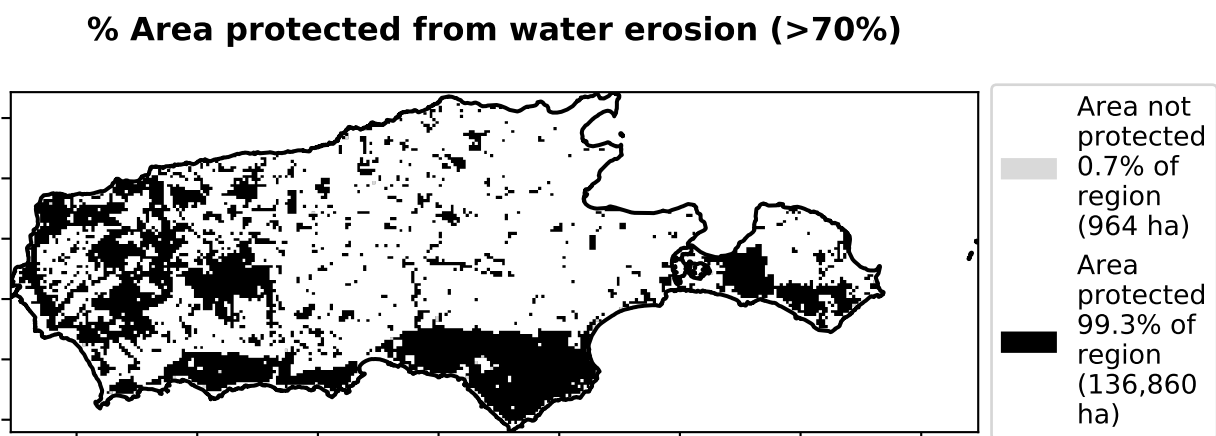 % Area protected from water erosion (>70%)
Area not
protected
0.7% of
region
(964 ha)
Area
protected
99.3% of
region
(136,860
ha)